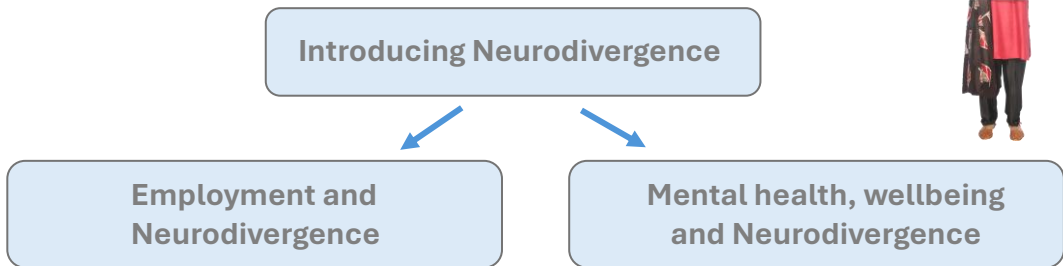 Introducing Neurodivergence
Employment and
Neurodivergence
Mental health, wellbeing
and Neurodivergence